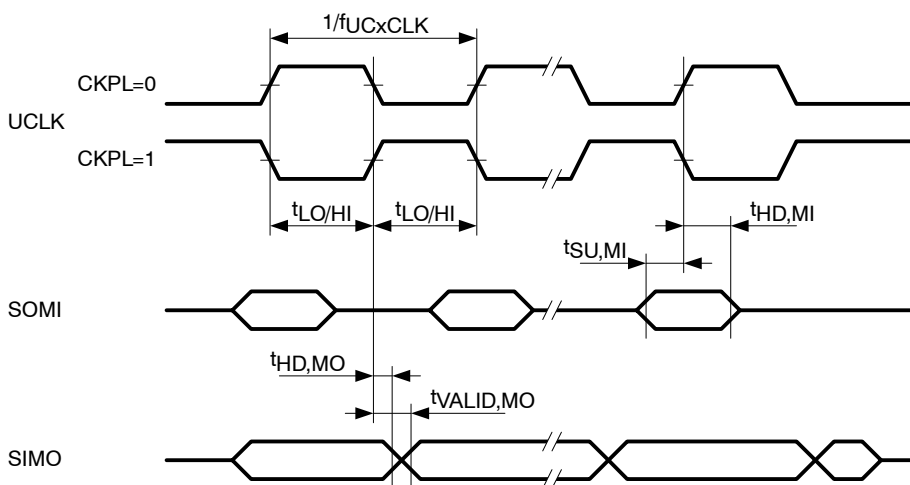 1/fUCxCLK
CKPL=0
UCLK
CKPL=1
tLO/HI tLO/HI tHD,MI
tSU,MI
SOMI
tHD,MO
tVALID,MO
SIMO